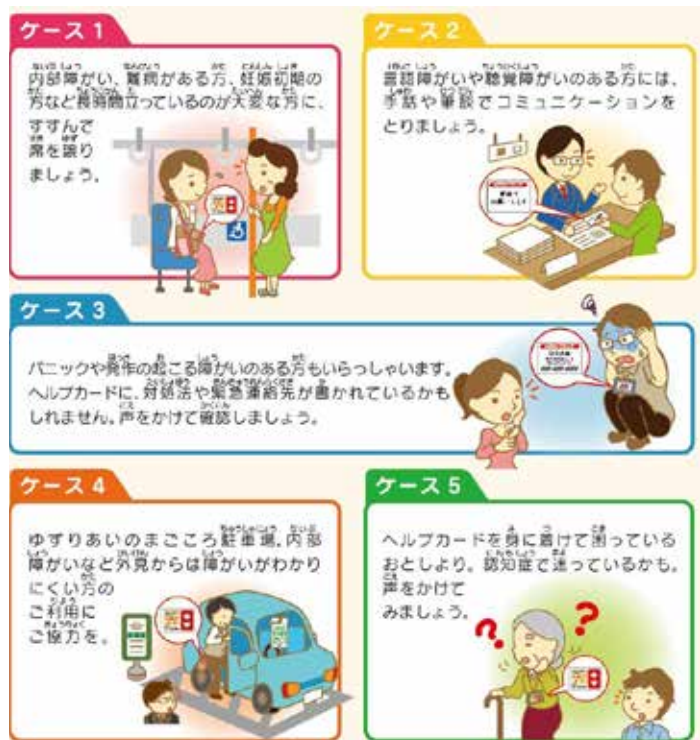 ケース1
内部障がい、難病がある方、妊娠初期の
方など長時間立っているのが大変な方に、
すすんで
席を譲り
ましょう。
ケース2
言語障がいや聴覚障がいのある方には、
手話や筆談でコミュニケーションを
とりましょう。
ケース3
パニックや発作の起こる障がいのある方もいらっしゃいます。
ヘルプカードに、対処法や緊急連絡先が書かれているかも
しれません。声をかけて確認しましょう。
ケース4
ゆずりあいのまごころ駐車場。内部
障がいなど外見からは障がいがわかり
にくい方の
ご利用に
ご協力を。
ケース5
ヘルプカードを身に着けて困っている
おとしより。認知症で迷っているかも。
声をかけて
みましょう。
? ?